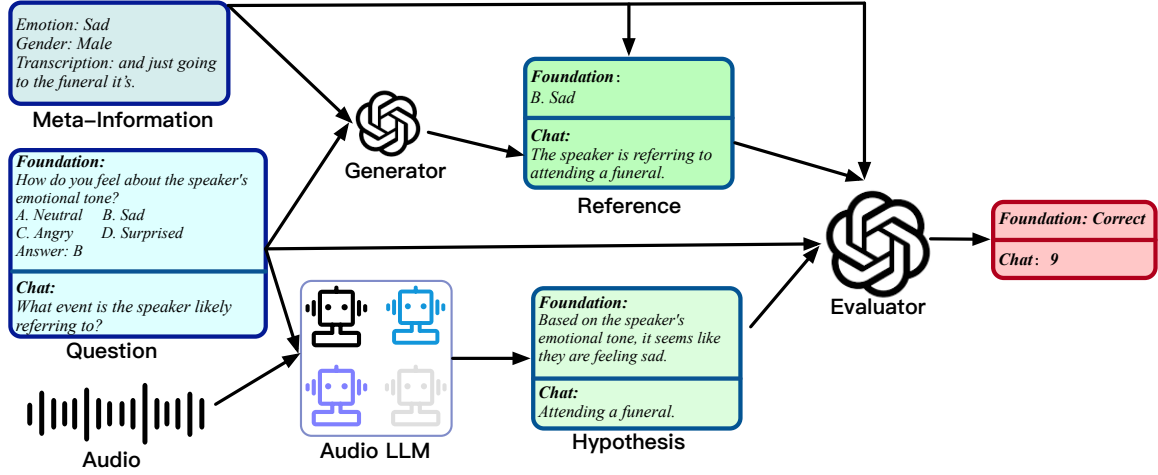 Emotion: Sad
Gender: Male
Transcription: and just going
to the funeral it's.
Meta-Information
Foundation:
How do you feel about the speaker's
emotional tone?
A. Neutral B. Sad
C. Angry D. Surprised
Answer: B
Chat:
What event is the speaker likely
referring to?
Question
Audio
Generator
Foundation:
B. Sad
Chat:
The speaker is referring to
attending a funeral.
Reference
Audio LLM
Foundation:
Based on the speaker's
emotional tone, it seems like
they are feeling sad.
Chat:
Attending a funeral.
Hypothesis
Evaluator
Foundation: Correct
Chat: 9